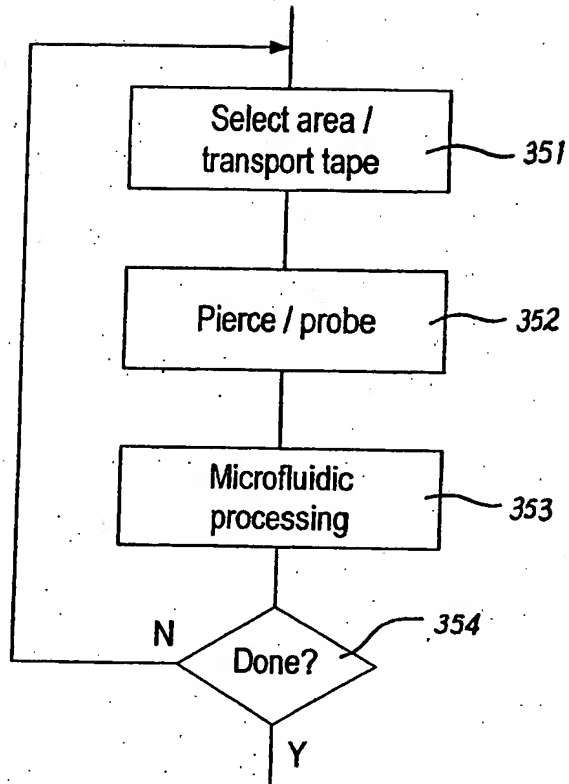 Select area /
transport tape
351
Pierce / probe
352
Microfluidic
processing
353
354
N
Done?
Y